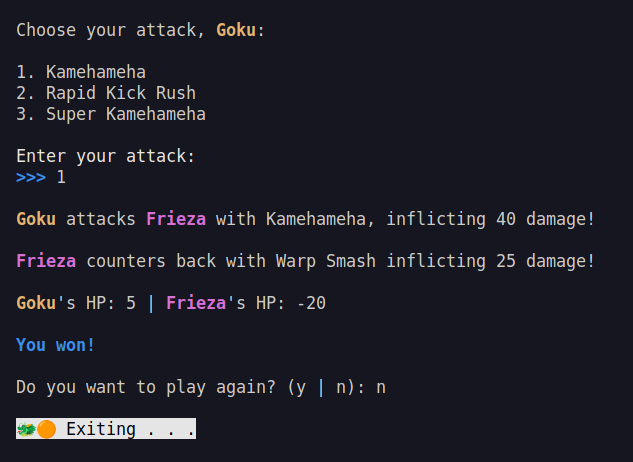 Choose your attack, Goku:
1. Kamehameha
2. Rapid Kick Rush
3. Super Kamehameha
Enter your attack:
>>> 1
Goku attacks Frieza with Kamehameha, inflicting 40 damage!
Frieza counters back with Warp Smash inflicting 25 damage!
Goku's HP: 5 | Frieza's HP: -20
You won!
Do you want to play again? (y | n): n
🐲🟠 Exiting . . .